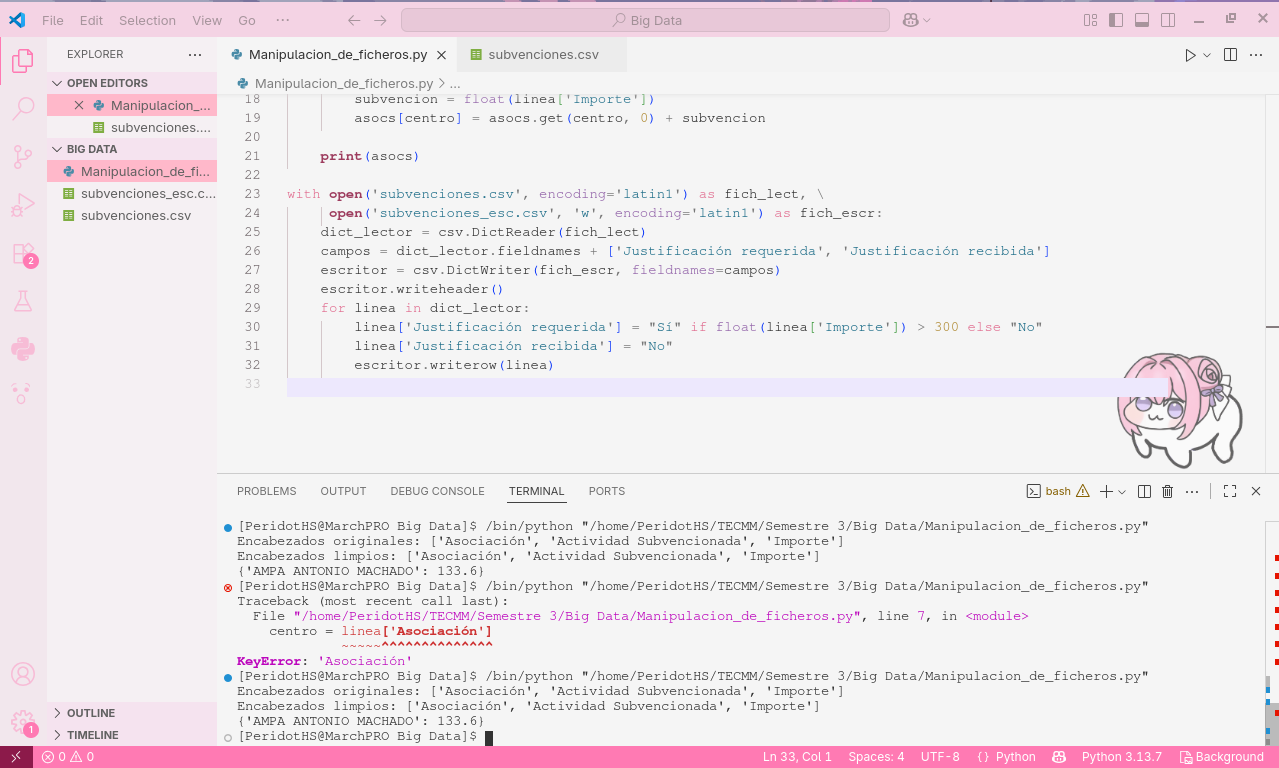 File Edit Selection View Go ··· Big Data
EXPLORER ···
OPEN EDITORS
Manipulacion_...
subvenciones....
BIG DATA
Manipulacion_de_fi...
subvenciones_esc.c...
subvenciones.csv
OUTLINE
TIMELINE
2
1
Manipulacion_de_ficheros.py subvenciones.csv
Manipulacion_de_ficheros.py > ...
18 subvencion = float(linea['Importe'])
19 asocs[centro] = asocs.get(centro, 0) + subvencion
20
21 print(asocs)
22
23 with open('subvenciones.csv', encoding='latin1') as fich_lect, \
24 open('subvenciones_esc.csv', 'w', encoding='latin1') as fich_escr:
25 dict_lector = csv.DictReader(fich_lect)
26 campos = dict_lector.fieldnames + ['Justificación requerida', 'Justificación recibida']
27 escritor = csv.DictWriter(fich_escr, fieldnames=campos)
28 escritor.writeheader()
29 for linea in dict_lector:
30 linea['Justificación requerida'] = "Sí" if float(linea['Importe']) > 300 else "No"
31 linea['Justificación recibida'] = "No"
32 escritor.writerow(linea)
33
PROBLEMS OUTPUT DEBUG CONSOLE TERMINAL PORTS bash ···
[PeridotHS@MarchPRO Big Data]$ /bin/python "/home/PeridotHS/TECMM/Semestre 3/Big Data/Manipulacion_de_ficheros.py"
Encabezados originales: ['Asociación', 'Actividad Subvencionada', 'Importe']
Encabezados limpios: ['Asociación', 'Actividad Subvencionada', 'Importe']
{'AMPA ANTONIO MACHADO': 133.6}
[PeridotHS@MarchPRO Big Data]$ /bin/python "/home/PeridotHS/TECMM/Semestre 3/Big Data/Manipulacion_de_ficheros.py"
Traceback (most recent call last):
File "/home/PeridotHS/TECMM/Semestre 3/Big Data/Manipulacion_de_ficheros.py", line 7, in <module>
centro = linea['Asociación']
~~~~~^^^^^^^^^^^^^^
KeyError: 'Asociación'
[PeridotHS@MarchPRO Big Data]$ /bin/python "/home/PeridotHS/TECMM/Semestre 3/Big Data/Manipulacion_de_ficheros.py"
Encabezados originales: ['Asociación', 'Actividad Subvencionada', 'Importe']
Encabezados limpios: ['Asociación', 'Actividad Subvencionada', 'Importe']
{'AMPA ANTONIO MACHADO': 133.6}
[PeridotHS@MarchPRO Big Data]$
0 0 Ln 33, Col 1 Spaces: 4 UTF-8 {} Python Python 3.13.7 Background